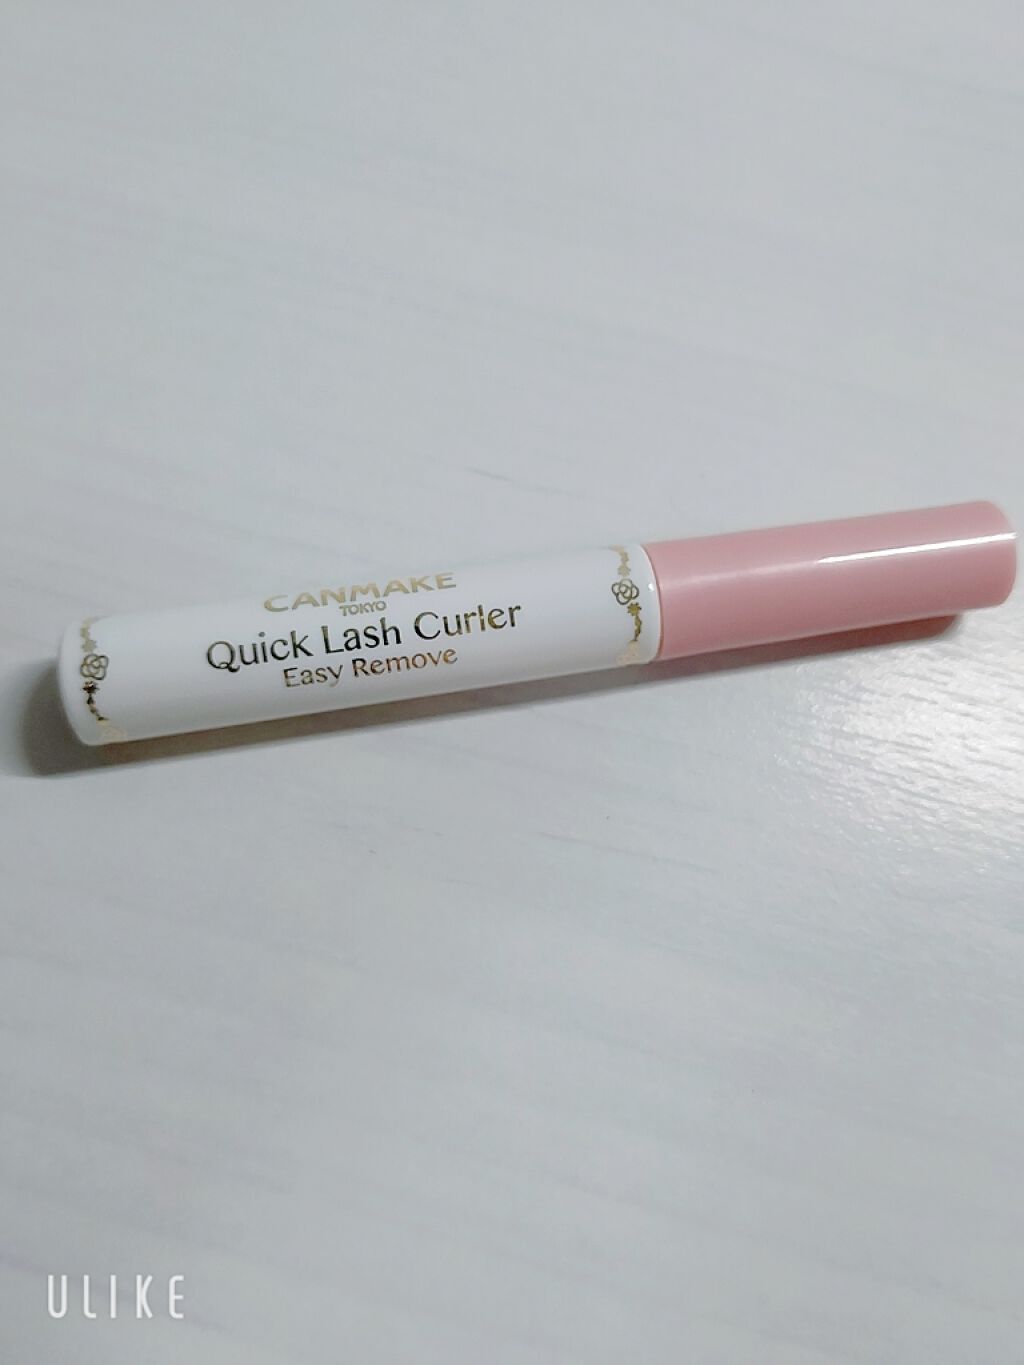 CANMAKE
TOKYO
Quick Lash Curler
Easy Remove
ULIKE